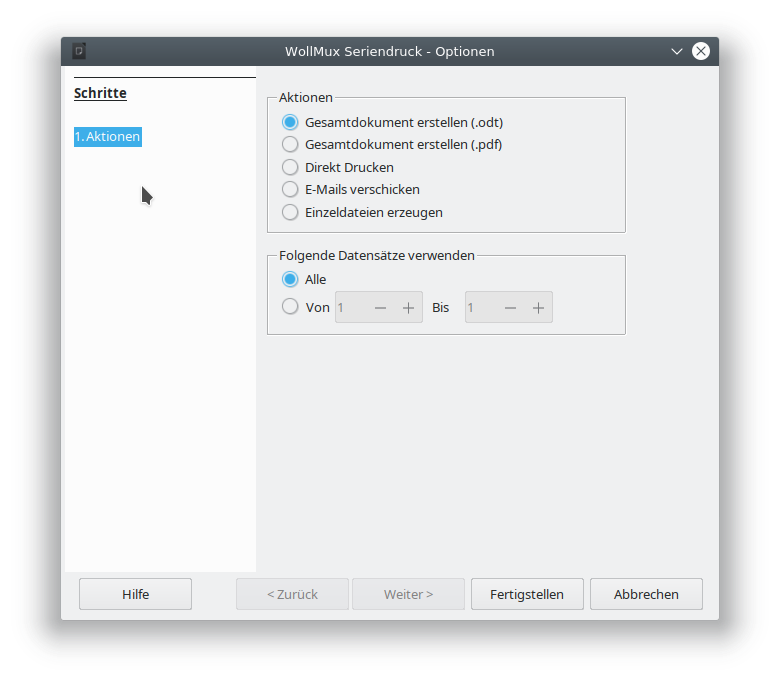 WollMux Seriendruck - Optionen
Schritte
1. Aktionen
Aktionen
Gesamtdokument erstellen (.odt)
Gesamtdokument erstellen (.pdf)
Direkt Drucken
E-Mails verschicken
Einzeldateien erzeugen
Folgende Datensätze verwenden
Alle
Von 1 − + Bis 1 − +
Hilfe < Zurück Weiter > Fertigstellen Abbrechen